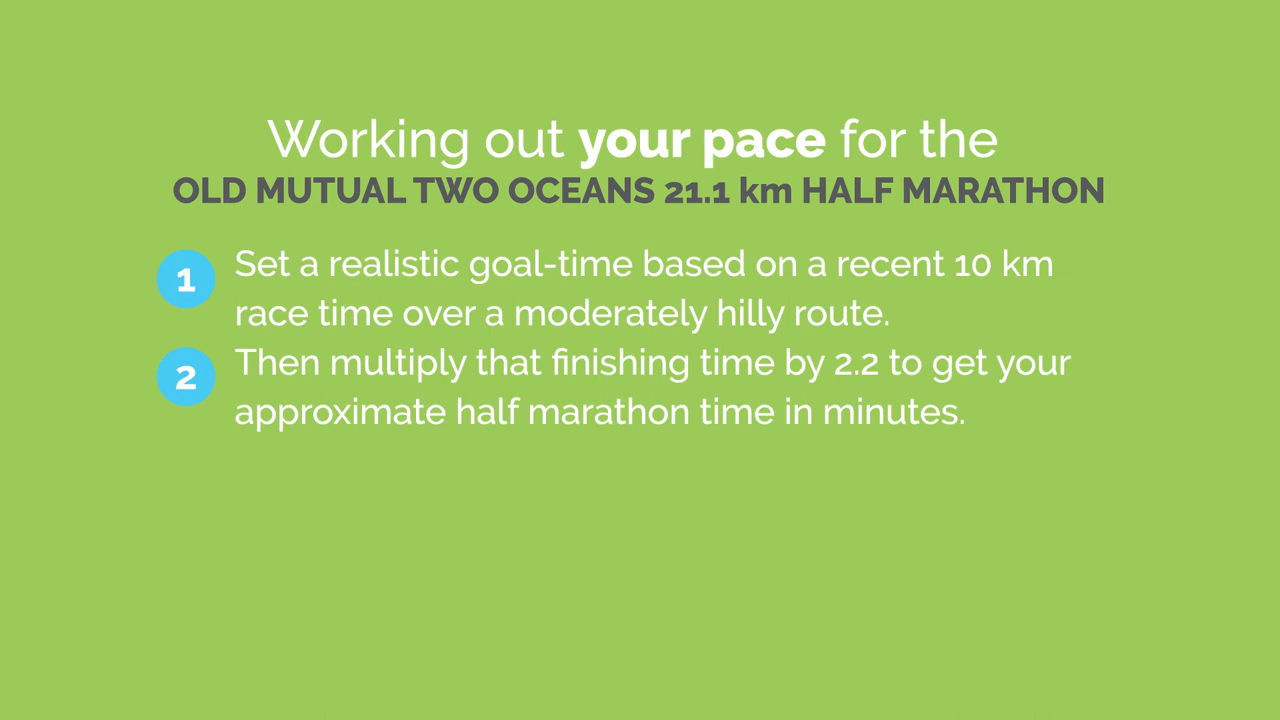 Working out your pace for the
OLD MUTUAL TWO OCEANS 21.1 km HALF MARATHON
1 Set a realistic goal-time based on a recent 10 km
race time over a moderately hilly route.
2 Then multiply that finishing time by 2.2 to get your
approximate half marathon time in minutes.